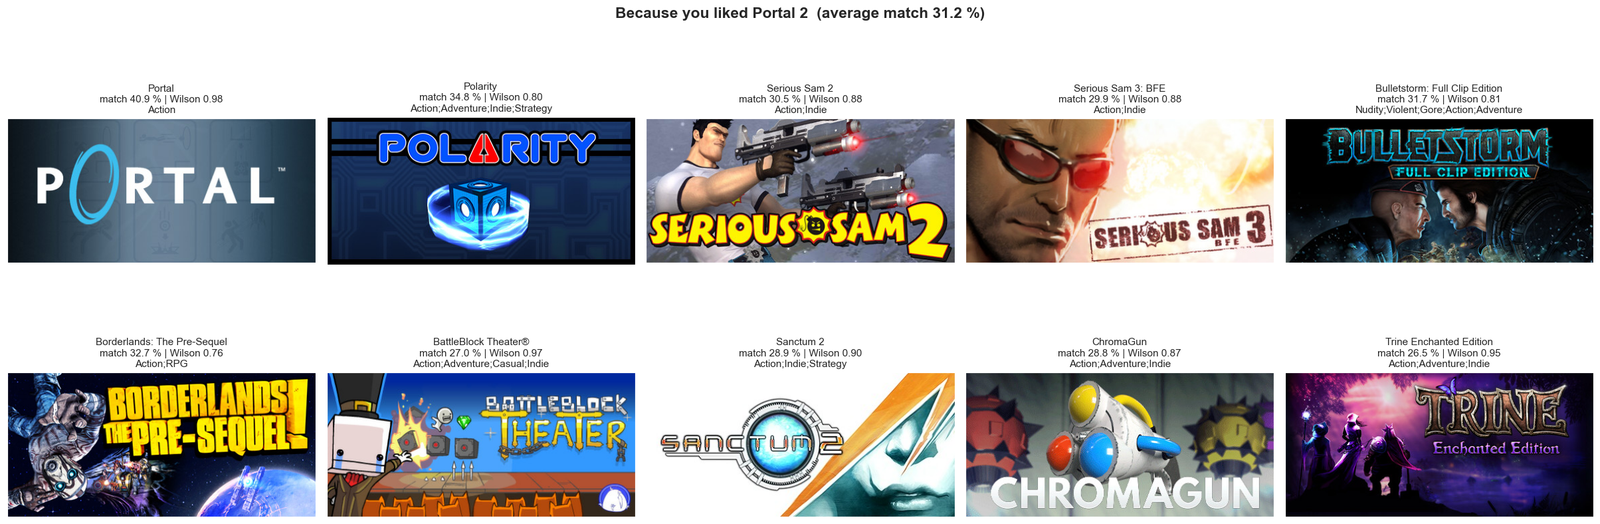 Because you liked Portal 2 (average match 31.2 %)
Portal
match 40.9 % | Wilson 0.98
Action
PORTAL™
Polarity
match 34.8 % | Wilson 0.80
Action;Adventure;Indie;Strategy
POLARITY
Serious Sam 2
match 30.5 % | Wilson 0.88
Action;Indie
SERIOUS SAM 2
Serious Sam 3: BFE
match 29.9 % | Wilson 0.88
Action;Indie
SERIOUS SAM 3
BFE
Bulletstorm: Full Clip Edition
match 31.7 % | Wilson 0.81
Nudity;Violent;Gore;Action;Adventure
BULLETSTORM
FULL CLIP EDITION
Borderlands: The Pre-Sequel
match 32.7 % | Wilson 0.76
Action;RPG
BORDERLANDS
THE PRE-SEQUEL!
BattleBlock Theater®
match 27.0 % | Wilson 0.97
Action;Adventure;Casual;Indie
BATTLEBLOCK
THEATER
Sanctum 2
match 28.9 % | Wilson 0.90
Action;Indie;Strategy
SANCTUM 2
ChromaGun
match 28.8 % | Wilson 0.87
Action;Adventure;Indie
CHROMAGUN
Trine Enchanted Edition
match 26.5 % | Wilson 0.95
Action;Adventure;Indie
TRINE
Enchanted Edition